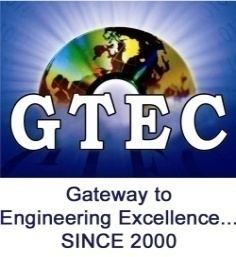 GTEC
Gateway to
Engineering Excellence...
SINCE 2000